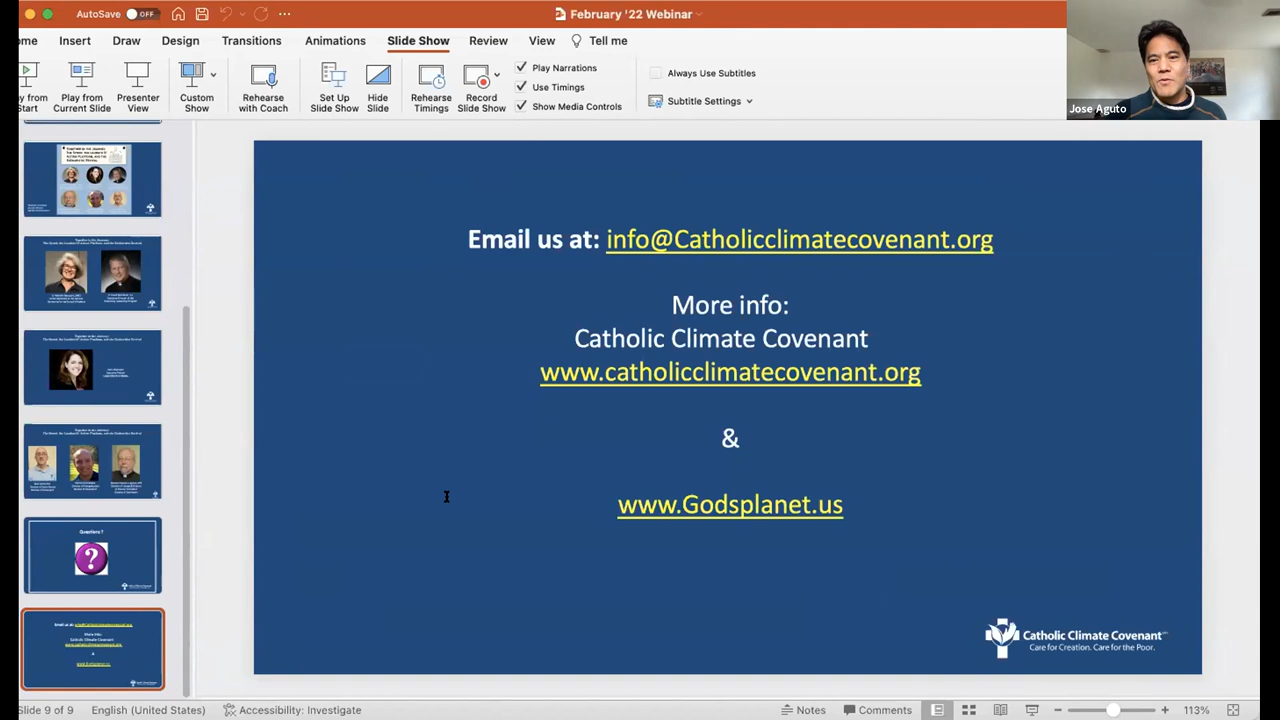 AutoSave OFF
February '22 Webinar
Insert Draw Design Transitions Animations Slide Show Review View Tell me
Play from Current Slide
Presenter View
Custom Show
Rehearse with Coach
Set Up Slide Show
Hide Slide
Rehearse Timings
Record Slide Show
Play Narrations
Use Timings
Show Media Controls
Always Use Subtitles
Subtitle Settings
Jose Aguto
Questions?
Email us at: info@Catholicclimatecovenant.org
More info:
Catholic Climate Covenant
www.catholicclimatecovenant.org
&
www.Godsplanet.us
Catholic Climate Covenant
Care for Creation. Care for the Poor.
Slide 9 of 9 English (United States) Accessibility: Investigate Notes Comments 113%